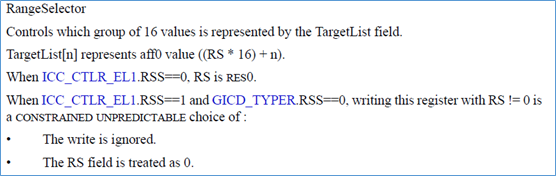 RangeSelector
Controls which group of 16 values is represented by the TargetList field.
TargetList[n] represents aff0 value ((RS * 16) + n).
When ICC_CTLR_EL1.RSS==0, RS is RES0.
When ICC_CTLR_EL1.RSS==1 and GICD_TYPER.RSS==0, writing this register with RS != 0 is
a CONSTRAINED UNPREDICTABLE choice of :
• The write is ignored.
• The RS field is treated as 0.